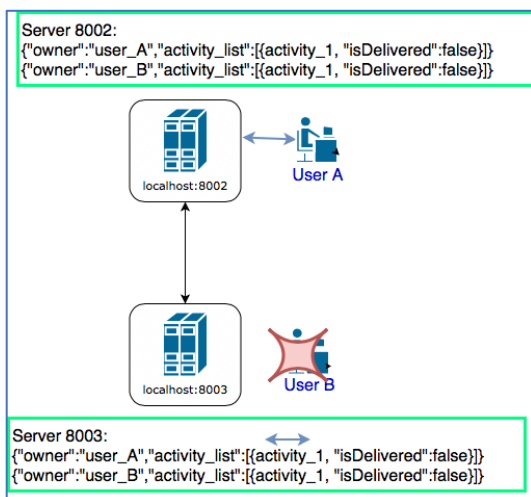 Server 8002:
{"owner":"user_A","activity_list":[{activity_1, "isDelivered":false}]}
{"owner":"user_B","activity_list":[{activity_1, "isDelivered":false}]}
localhost:8002
User A
localhost:8003
User B
Server 8003:
{"owner":"user_A","activity_list":[{activity_1, "isDelivered":false}]}
{"owner":"user_B","activity_list":[{activity_1, "isDelivered":false}]}